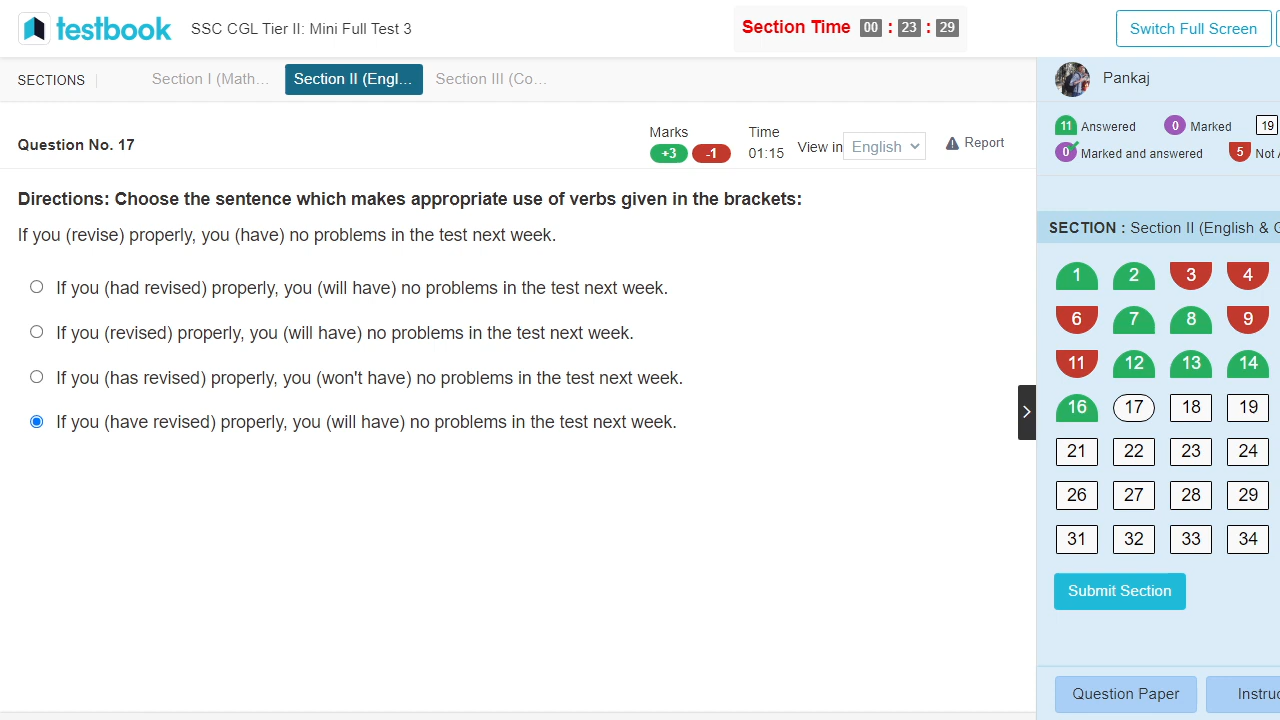 testbook SSC CGL Tier II: Mini Full Test 3 Section Time 00 : 23 : 29 Switch Full Screen
SECTIONS Section I (Math... Section II (Engl... Section III (Co...
Pankaj
Question No. 17
Marks
+3 -1
Time
01:15
View in English
Report
11 Answered 0 Marked 19
0 Marked and answered 5 Not
Directions: Choose the sentence which makes appropriate use of verbs given in the brackets:
If you (revise) properly, you (have) no problems in the test next week.
If you (had revised) properly, you (will have) no problems in the test next week.
If you (revised) properly, you (will have) no problems in the test next week.
If you (has revised) properly, you (won't have) no problems in the test next week.
If you (have revised) properly, you (will have) no problems in the test next week.
SECTION : Section II (English &
1 2 3 4
6 7 8 9
11 12 13 14
16 17 18 19
21 22 23 24
26 27 28 29
31 32 33 34
Submit Section
Question Paper Instruc